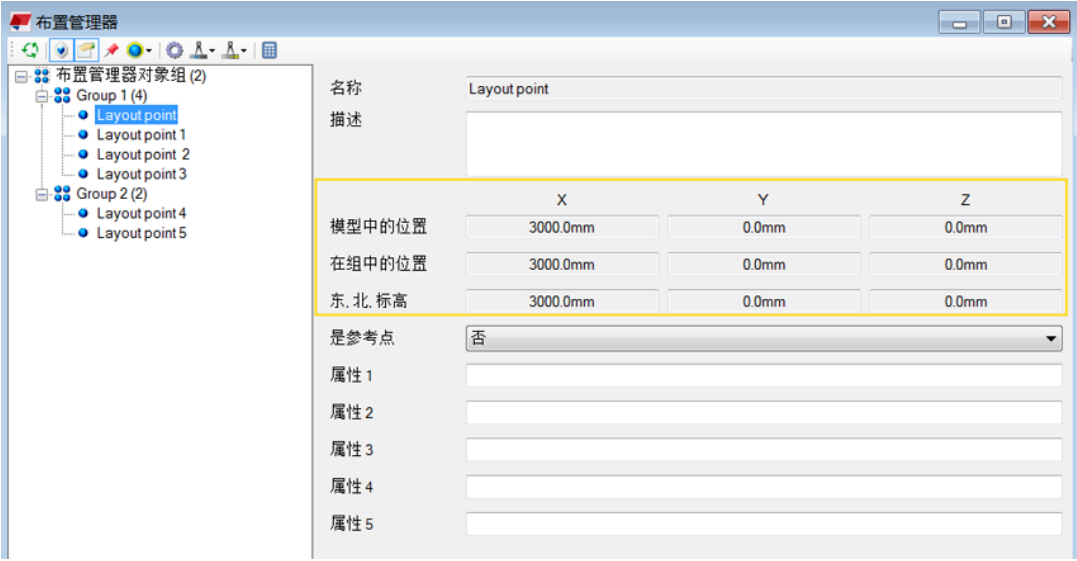 布置管理器
布置管理器对象组 (2)
Group 1 (4)
Layout point
Layout point 1
Layout point 2
Layout point 3
Group 2 (2)
Layout point 4
Layout point 5
名称 Layout point
描述
X Y Z
模型中的位置 3000.0mm 0.0mm 0.0mm
在组中的位置 3000.0mm 0.0mm 0.0mm
东, 北, 标高 3000.0mm 0.0mm 0.0mm
是参考点 否
属性 1
属性 2
属性 3
属性 4
属性 5